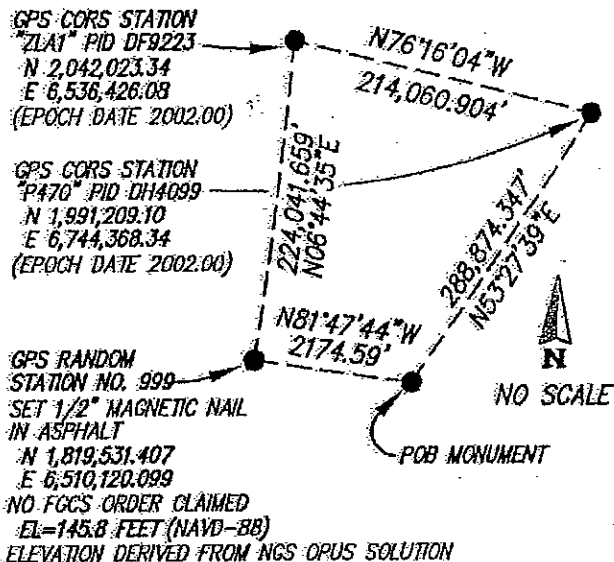 GPS CORS STATION
"ZLA1" PID DF9223
N 2,042,023.34
E 6,536,426.08
(EPOCH DATE 2002.00)
N76°16'04"W
214,060.904'
GPS CORS STATION
"P470" PID DH4099
N 1,991,209.10
E 6,744,368.34
(EPOCH DATE 2002.00)
224,041.659'
N06°44'35"E
288,874.347'
N53°27'39"E
N81°47'44"W
2174.59'
N
NO SCALE
GPS RANDOM
STATION NO. 999
SET 1/2" MAGNETIC NAIL
IN ASPHALT
N 1,819,531.407
E 6,510,120.099
NO FGCS ORDER CLAIMED
EL=145.8 FEET (NAVD-88)
ELEVATION DERIVED FROM NGS OPUS SOLUTION
POB MONUMENT